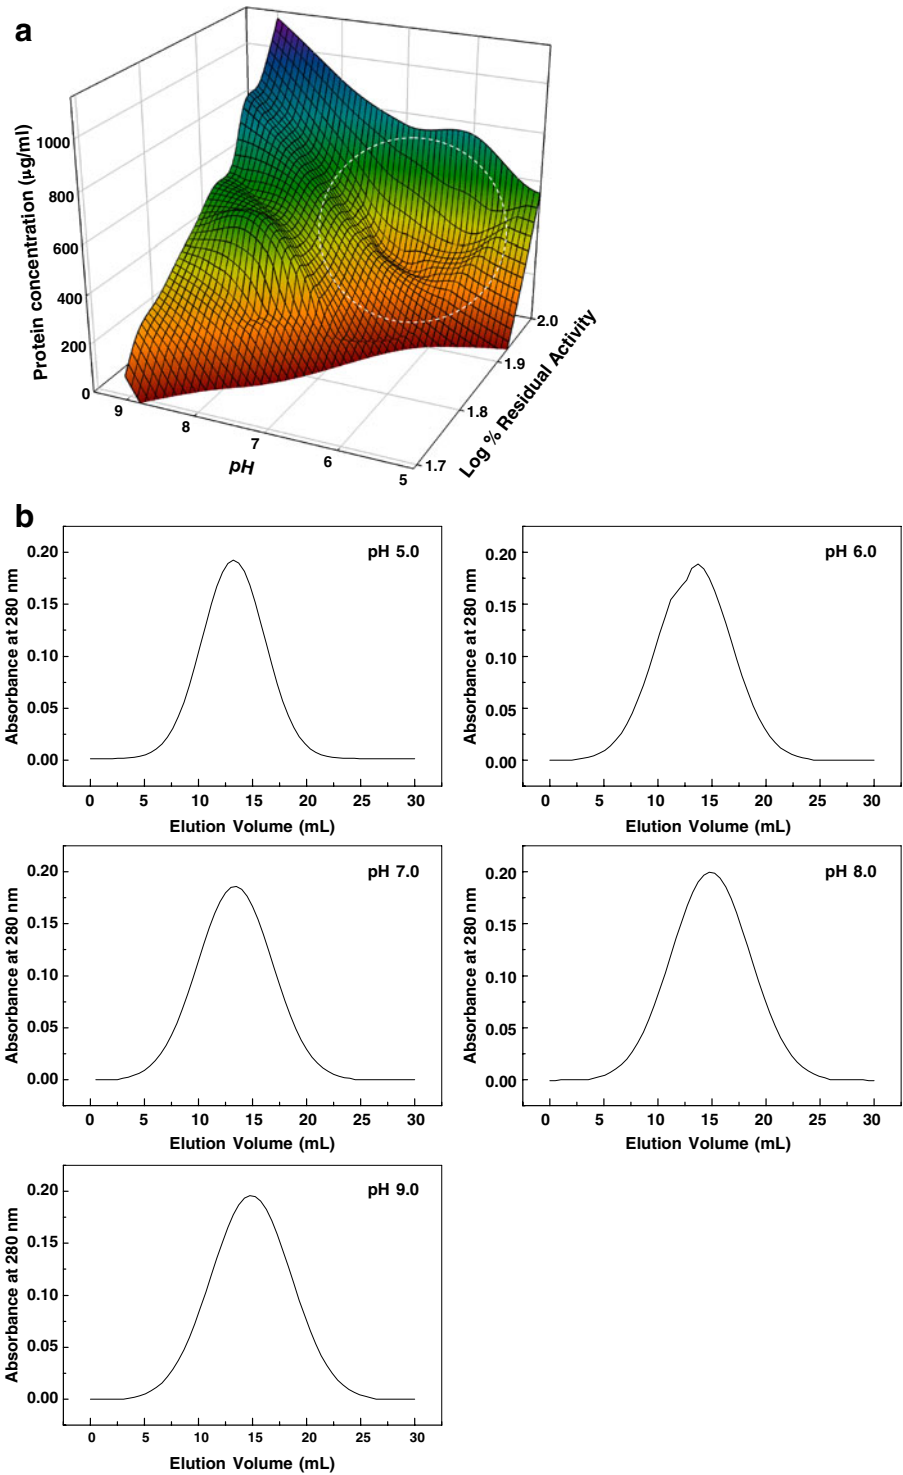 a
Protein concentration (µg/ml)
1000
800
600
400
200
0
9
8
7
6
5
pH
2.0
1.9
1.8
1.7
Log % Residual Activity
b
pH 5.0
Absorbance at 280 nm
0.20
0.15
0.10
0.05
0.00
0 5 10 15 20 25 30
Elution Volume (mL)
pH 6.0
Absorbance at 280 nm
0.20
0.15
0.10
0.05
0.00
0 5 10 15 20 25 30
Elution Volume (mL)
pH 7.0
Absorbance at 280 nm
0.20
0.15
0.10
0.05
0.00
0 5 10 15 20 25 30
Elution Volume (mL)
pH 8.0
Absorbance at 280 nm
0.20
0.15
0.10
0.05
0.00
0 5 10 15 20 25 30
Elution Volume (mL)
pH 9.0
Absorbance at 280 nm
0.20
0.15
0.10
0.05
0.00
0 5 10 15 20 25 30
Elution Volume (mL)